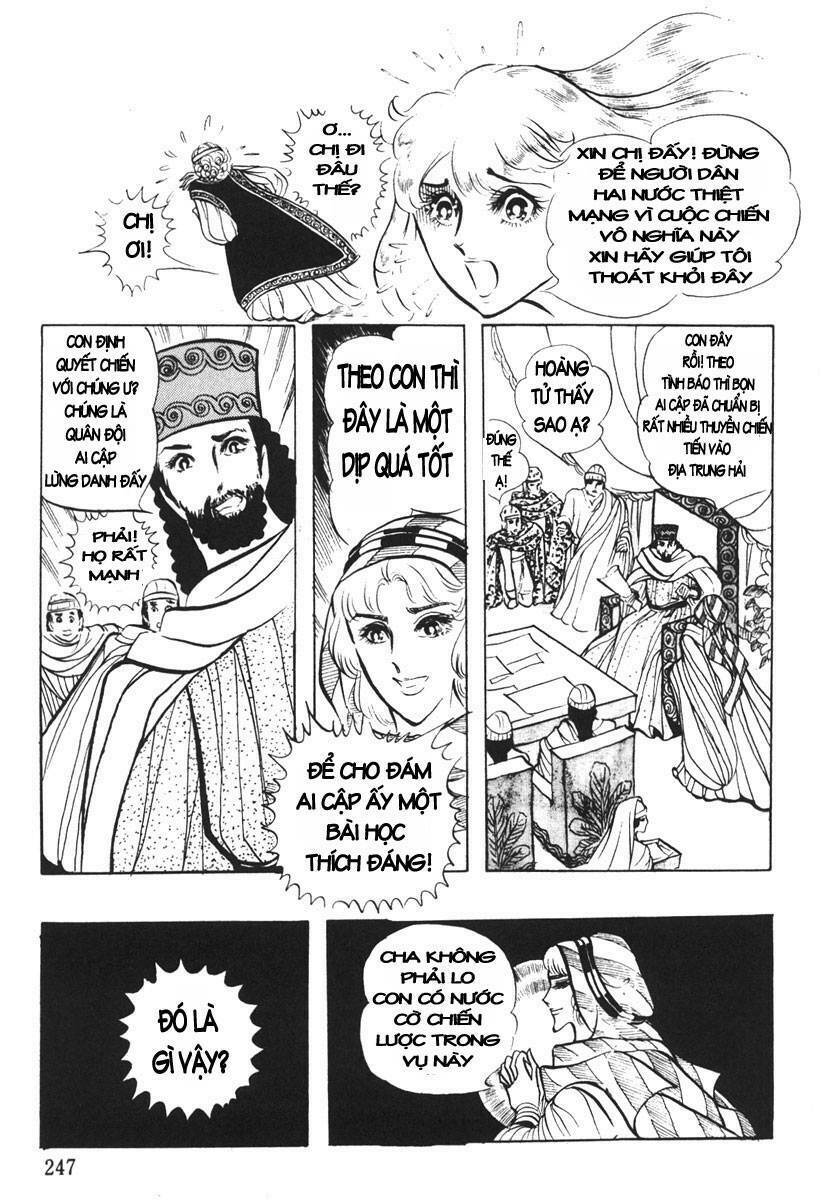 XIN CHỊ ĐẤY! ĐỪNG
ĐỂ NGƯỜI DÂN
HAI NƯỚC THIỆT
MẠNG VÌ CUỘC CHIẾN
VÔ NGHĨA NÀY
XIN HÃY GIÚP TÔI
THOÁT KHỎI ĐÂY
Ơ...
CHỊ ĐI
ĐÂU
THẾ?
CHỊ
ƠI!
CON ĐÂY
RỒI! THEO
TÌNH BÁO THÌ BỌN
AI CẬP ĐÃ CHUẨN BỊ
RẤT NHIỀU THUYỀN CHIẾN
TIẾN VÀO
ĐỊA TRUNG HẢI
HOÀNG
TỬ THẤY
SAO Ạ?
ĐÚNG
THẾ
Ạ!
THEO CON THÌ
ĐÂY LÀ MỘT
DỊP QUÁ TỐT
ĐỂ CHO ĐÁM
AI CẬP ẤY MỘT
BÀI HỌC
THÍCH ĐÁNG!
CON ĐỊNH
QUYẾT CHIẾN
VỚI CHÚNG Ư?
CHÚNG LÀ
QUÂN ĐỘI
AI CẬP
LỪNG DANH ĐẤY
PHẢI!
HỌ RẤT
MẠNH
CHA KHÔNG
PHẢI LO
CON CÓ NƯỚC
CỜ CHIẾN
LƯỢC TRONG
VỤ NÀY
ĐÓ LÀ
GÌ VẬY?
247